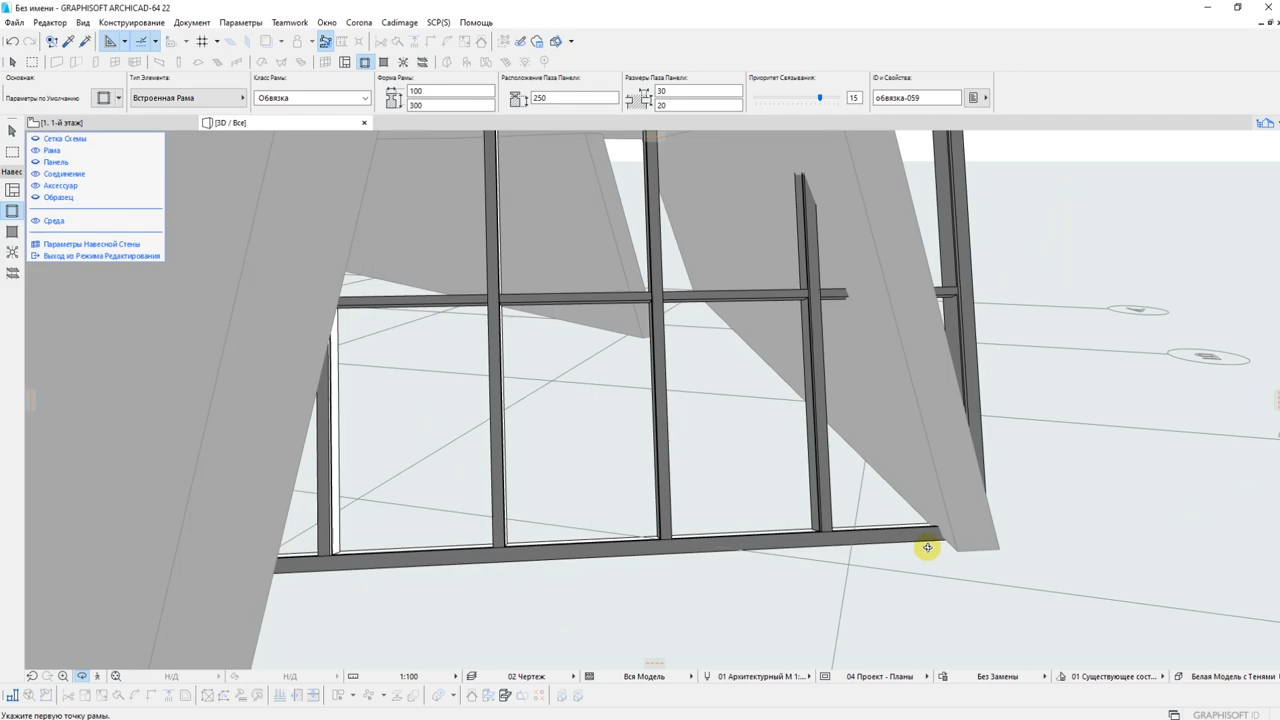 Без имени - GRAPHISOFT ARCHICAD-64 22
Файл Редактор Вид Конструирование Документ Параметры Teamwork Окно Corona Cadimage SCP(S) Помощь
Основная: Тип Элемента: Класс Рамы: Форма Рамы: Расположение Паза Панели: Размеры Паза Панели: Приоритет Связывания: ID и Свойства:
100 30
Параметры по Умолчанию Встроенная Рама Обвязка 250 15 обвязка-059
300 20
[1. 1-й этаж] [3D / Все]
Сетка Схемы
Рама
Панель
Навес Соединение
Аксессуар
Образец
Среда
Параметры Навесной Стены
Выход из Режима Редактирования
Н/Д Н/Д 1:100 02 Чертеж Вся Модель 01 Архитектурный М 1:... 04 Проект - Планы Без Замены 01 Существующее сост... Белая Модель с Тенями
Укажите первую точку рамы. GRAPHISOFT ID